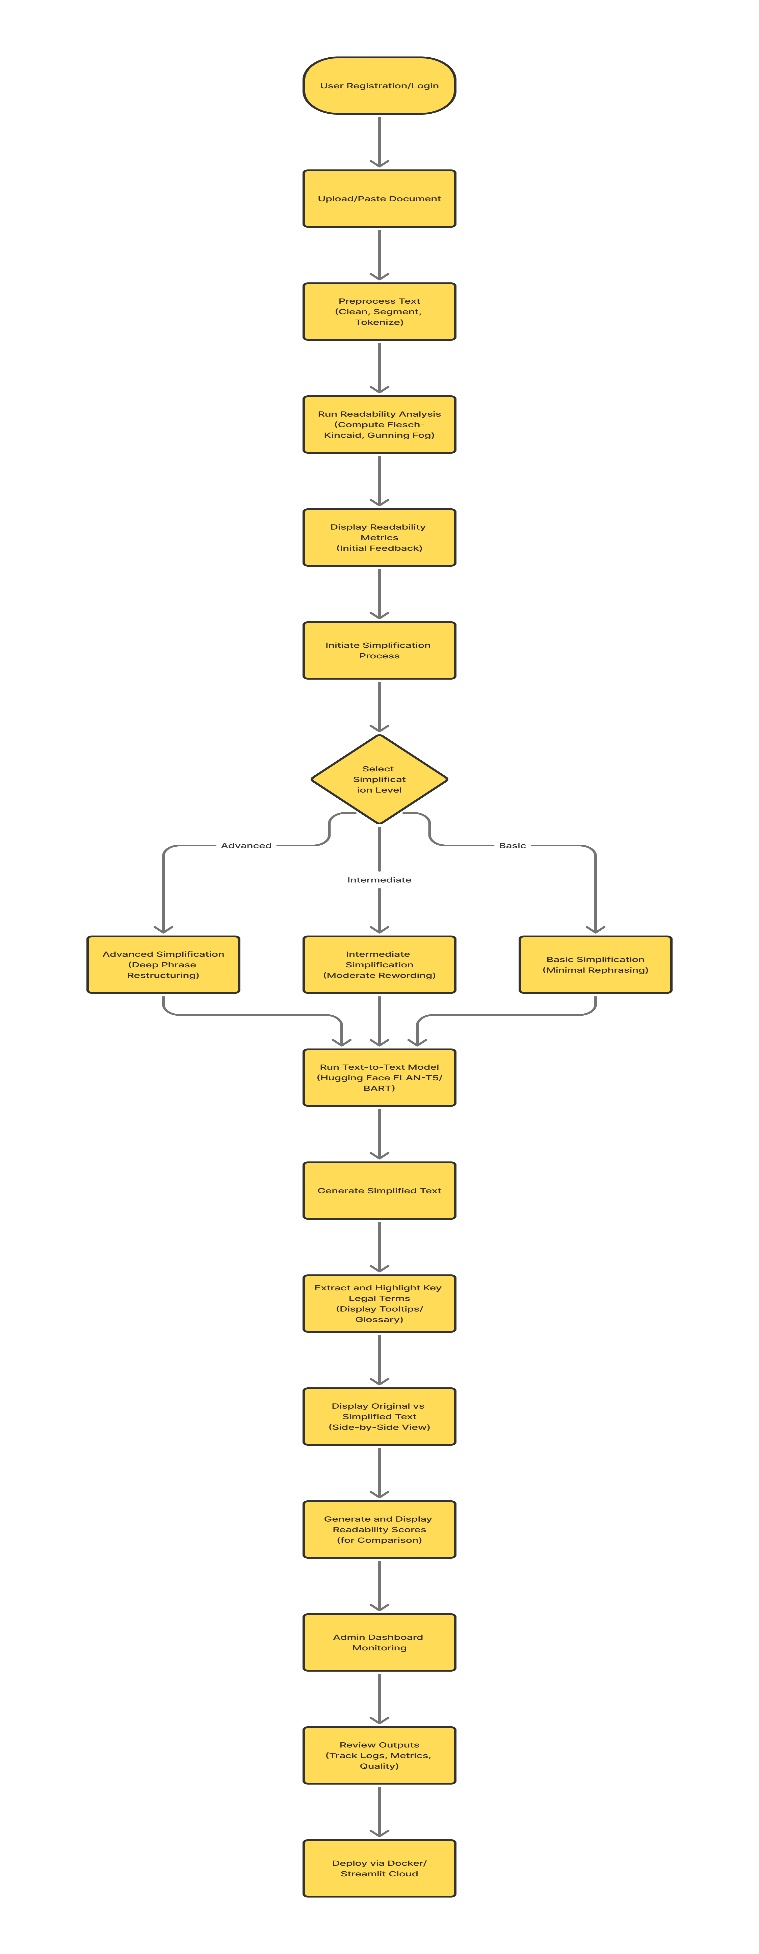 User Registration/Login
Upload/Paste Document
Preprocess Text
(Clean, Segment,
Tokenize)
Run Readability Analysis
(Compute Flesch-
Kincaid, Gunning Fog)
Display Readability
Metrics
(Initial Feedback)
Initiate Simplification
Process
Select
Simplificat
ion Level
Advanced
Basic
Intermediate
Advanced Simplification
(Deep Phrase
Restructuring)
Intermediate
Simplification
(Moderate Rewording)
Basic Simplification
(Minimal Rephrasing)
Run Text-to-Text Model
(Hugging Face FLAN-T5/
BART)
Generate Simplified Text
Extract and Highlight Key
Legal Terms
(Display Tooltips/
Glossary)
Display Original vs
Simplified Text
(Side-by-Side View)
Generate and Display
Readability Scores
(for Comparison)
Admin Dashboard
Monitoring
Review Outputs
(Track Logs, Metrics,
Quality)
Deploy via Docker/
Streamlit Cloud